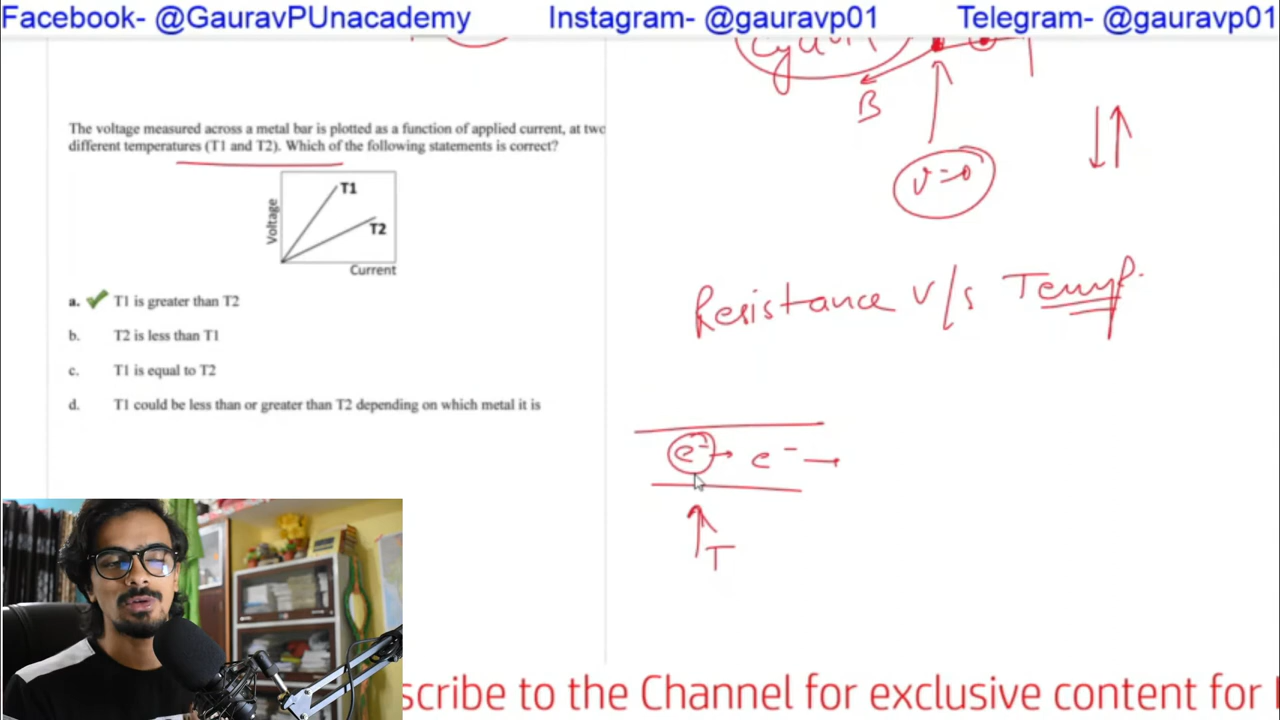 Facebook- @GauravPUnacademy Instagram- @gauravp01 Telegram- @gauravp01
B
v=0
The voltage measured across a metal bar is plotted as a function of applied current, at two
different temperatures (T1 and T2). Which of the following statements is correct?
T1
T2
Voltage
Current
a. T1 is greater than T2
b. T2 is less than T1
c. T1 is equal to T2
d. T1 could be less than or greater than T2 depending on which metal it is
Resistance v/s Temp.
e⁻ → e⁻ →
T
scribe to the Channel for exclusive content for